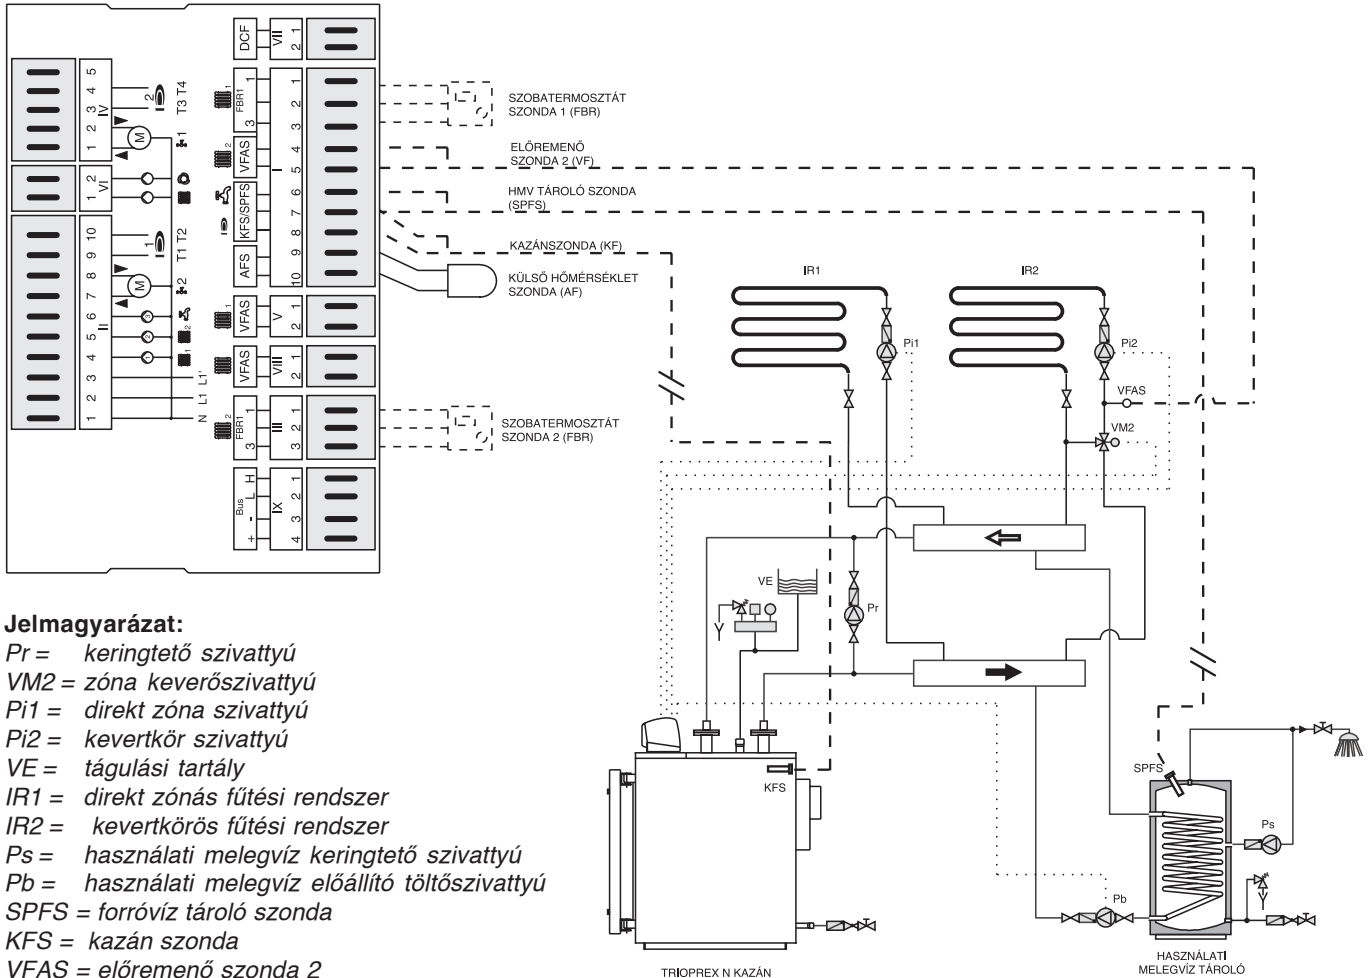 DCF
VII
1
2
FBR1
1
3
1
2
VFAS
2
KFS/SPFS
AFS
I
1
2
3
4
5
6
7
8
9
10
VFAS
1
V
1
2
VFAS
VIII
1
2
FBR1
1
3
2
III
1
2
3
Bus
H
L
-
+
IX
1
2
3
4
5
4
3
2
1
IV
2
T3 T4
M
1
2
1
VI
10
9
8
7
6
5
4
3
2
1
II
1
T1 T2
M
2
3
2
1
2
1
L1'
L1
N
SZOBATERMOSZTÁT
SZONDA 1 (FBR)
ELŐREMENŐ
SZONDA 2 (VF)
HMV TÁROLÓ SZONDA
(SPFS)
KAZÁNSZONDA (KF)
KÜLSŐ HŐMÉRSÉKLET
SZONDA (AF)
SZOBATERMOSZTÁT
SZONDA 2 (FBR)
IR1
IR2
Pi1
Pi2
VFAS
VM2
VE
Pr
KFS
SPFS
Ps
Pb
TRIOPREX N KAZÁN
HASZNÁLATI
MELEGVÍZ TÁROLÓ
Jelmagyarázat:
Pr = keringtető szivattyú
VM2 = zóna keverőszivattyú
Pi1 = direkt zóna szivattyú
Pi2 = kevertkör szivattyú
VE = tágulási tartály
IR1 = direkt zónás fűtési rendszer
IR2 = kevertkörös fűtési rendszer
Ps = használati melegvíz keringtető szivattyú
Pb = használati melegvíz előállító töltőszivattyú
SPFS = forróvíz tároló szonda
KFS = kazán szonda
VFAS = előremenő szonda 2